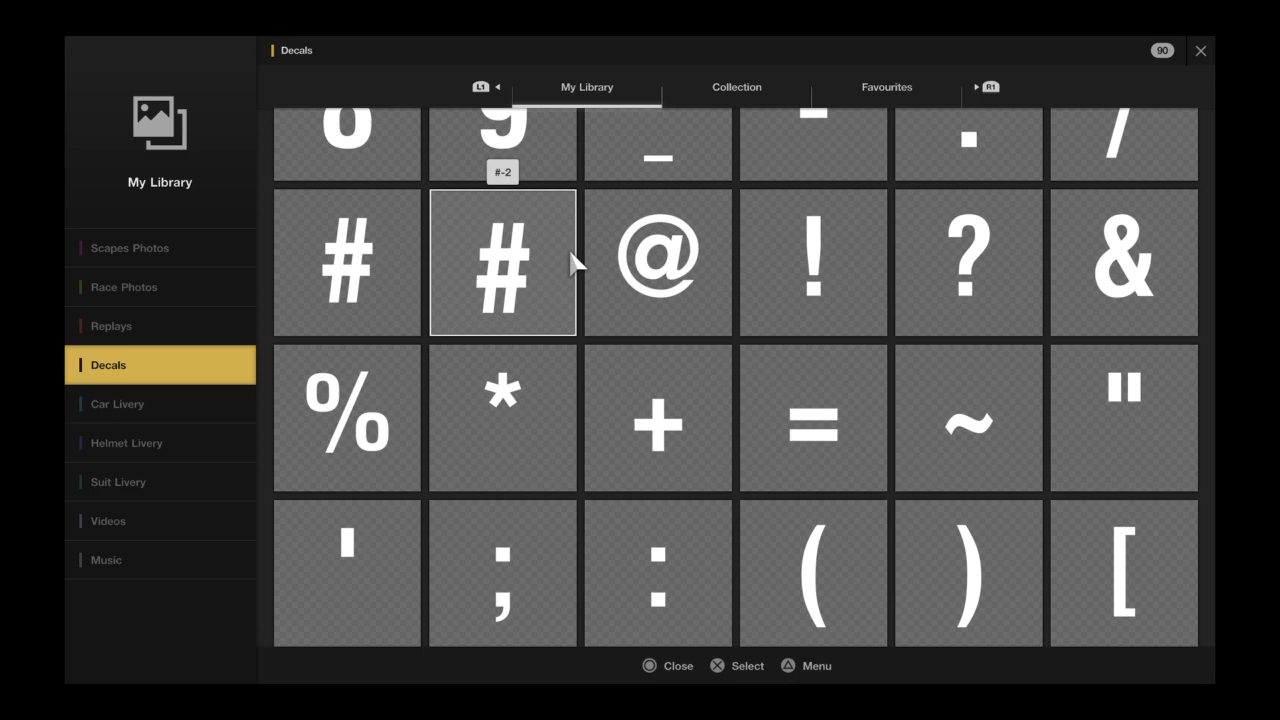 Decals
90
L1
My Library
Collection
Favourites
R1
My Library
Scapes Photos
Race Photos
Replays
Decals
Car Livery
Helmet Livery
Suit Livery
Videos
Music
9 _ - . /
#-2
# # @ ! ? &
% * + = ~ "
' ; : ( ) [
Close
Select
Menu